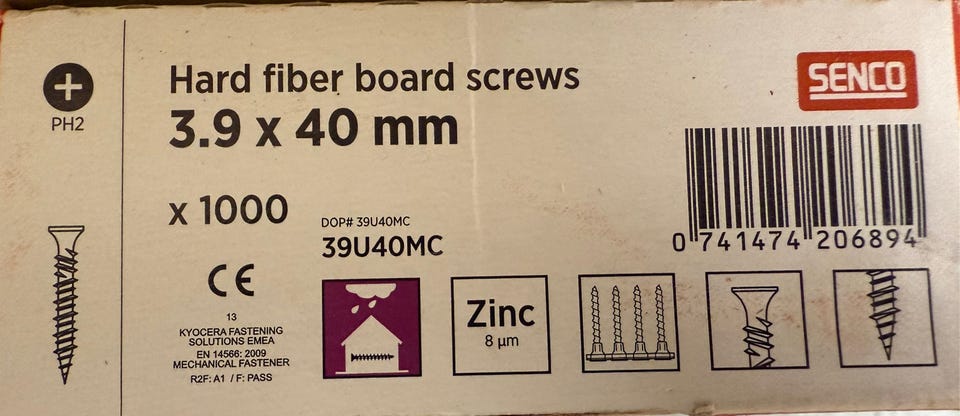 PH2
Hard fiber board screws
3.9 x 40 mm
x 1000
DOP# 39U40MC
39U40MC
CE
13
KYOCERA FASTENING
SOLUTIONS EMEA
EN 14566: 2009
MECHANICAL FASTENER
R2F: A1 / F: PASS
Zinc
8 µm
SENCO
0 741474 206894